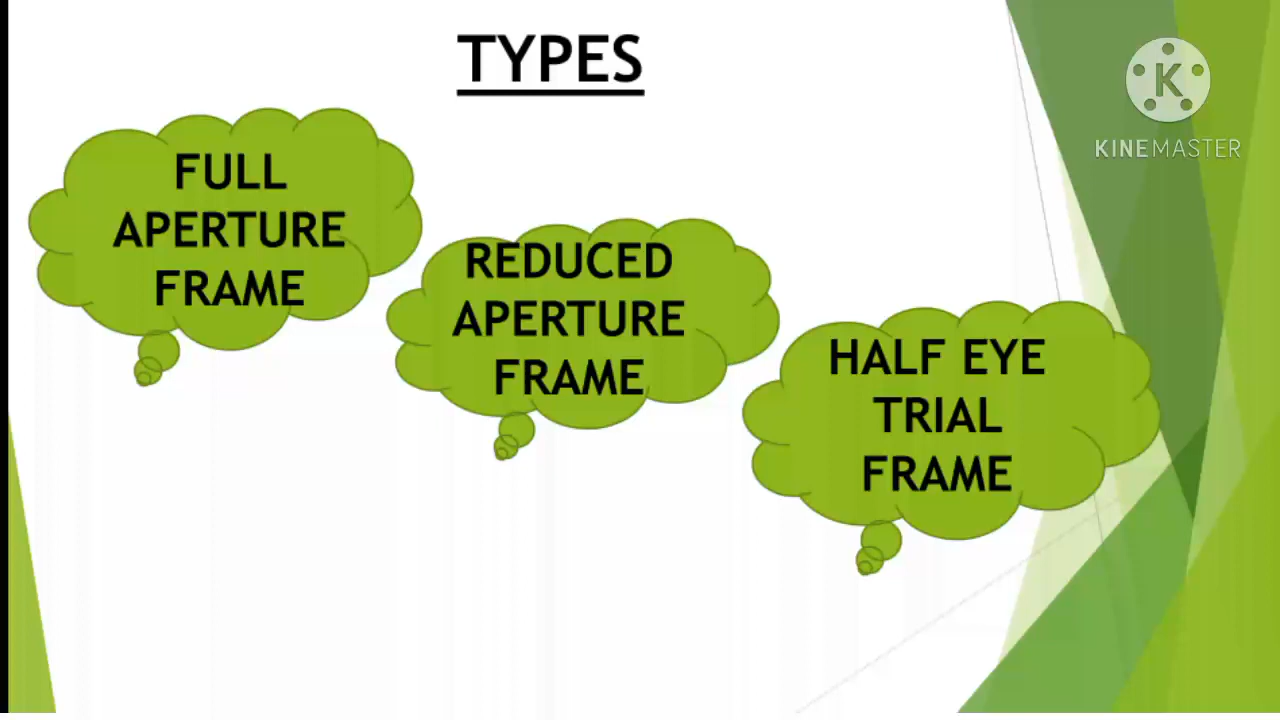 TYPES
FULL
APERTURE
FRAME
REDUCED
APERTURE
FRAME
HALF EYE
TRIAL
FRAME
K
KINEMASTER